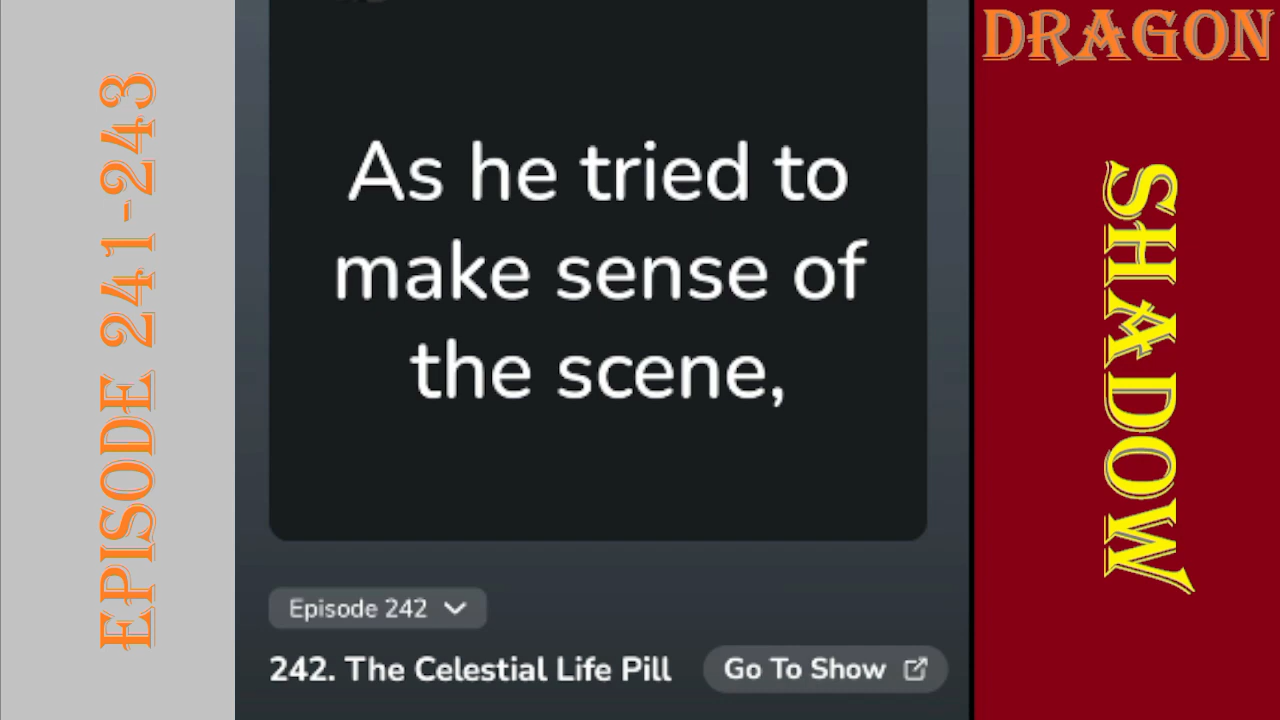 EPISODE 241-243
As he tried to
make sense of
the scene,
Episode 242
242. The Celestial Life Pill
Go To Show
DRAGON
SHADOW